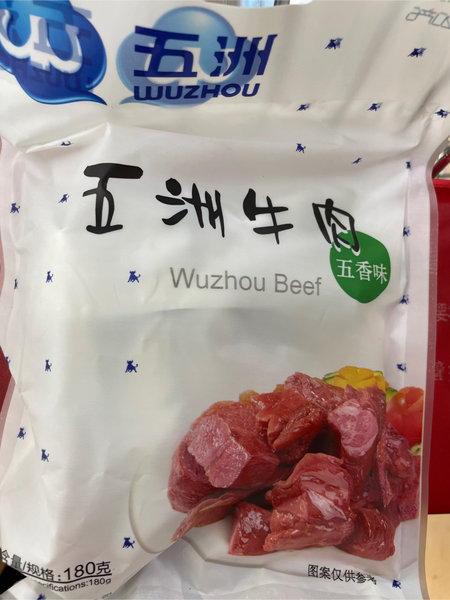 五洲
WUZHOU
五洲牛肉
Wuzhou Beef
五香味
量/规格:180克
ecifications:180g
图案仅供参考